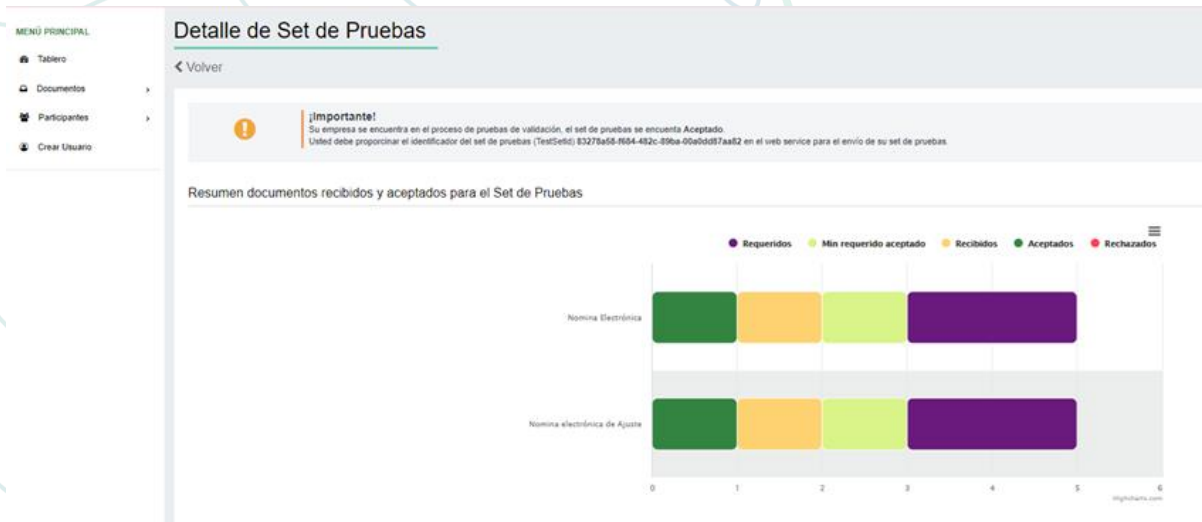 MENÚ PRINCIPAL
Tablero
Documentos
Participantes
Crear Usuario
Detalle de Set de Pruebas
Volver
¡Importante!
Su empresa se encuentra en el proceso de pruebas de validación, el set de pruebas se encuenta Aceptado.
Usted debe proporcinar el identificador del set de pruebas (TestSetId) 83278a58-f684-482c-89ba-00a0dd87aa82 en el web service para el envío de su set de pruebas.
Resumen documentos recibidos y aceptados para el Set de Pruebas
Requeridos Min requerido aceptado Recibidos Aceptados Rechazados
Nomina Electrónica
Nomina electrónica de Ajuste
0 1 2 3 4 5 6
Highcharts.com